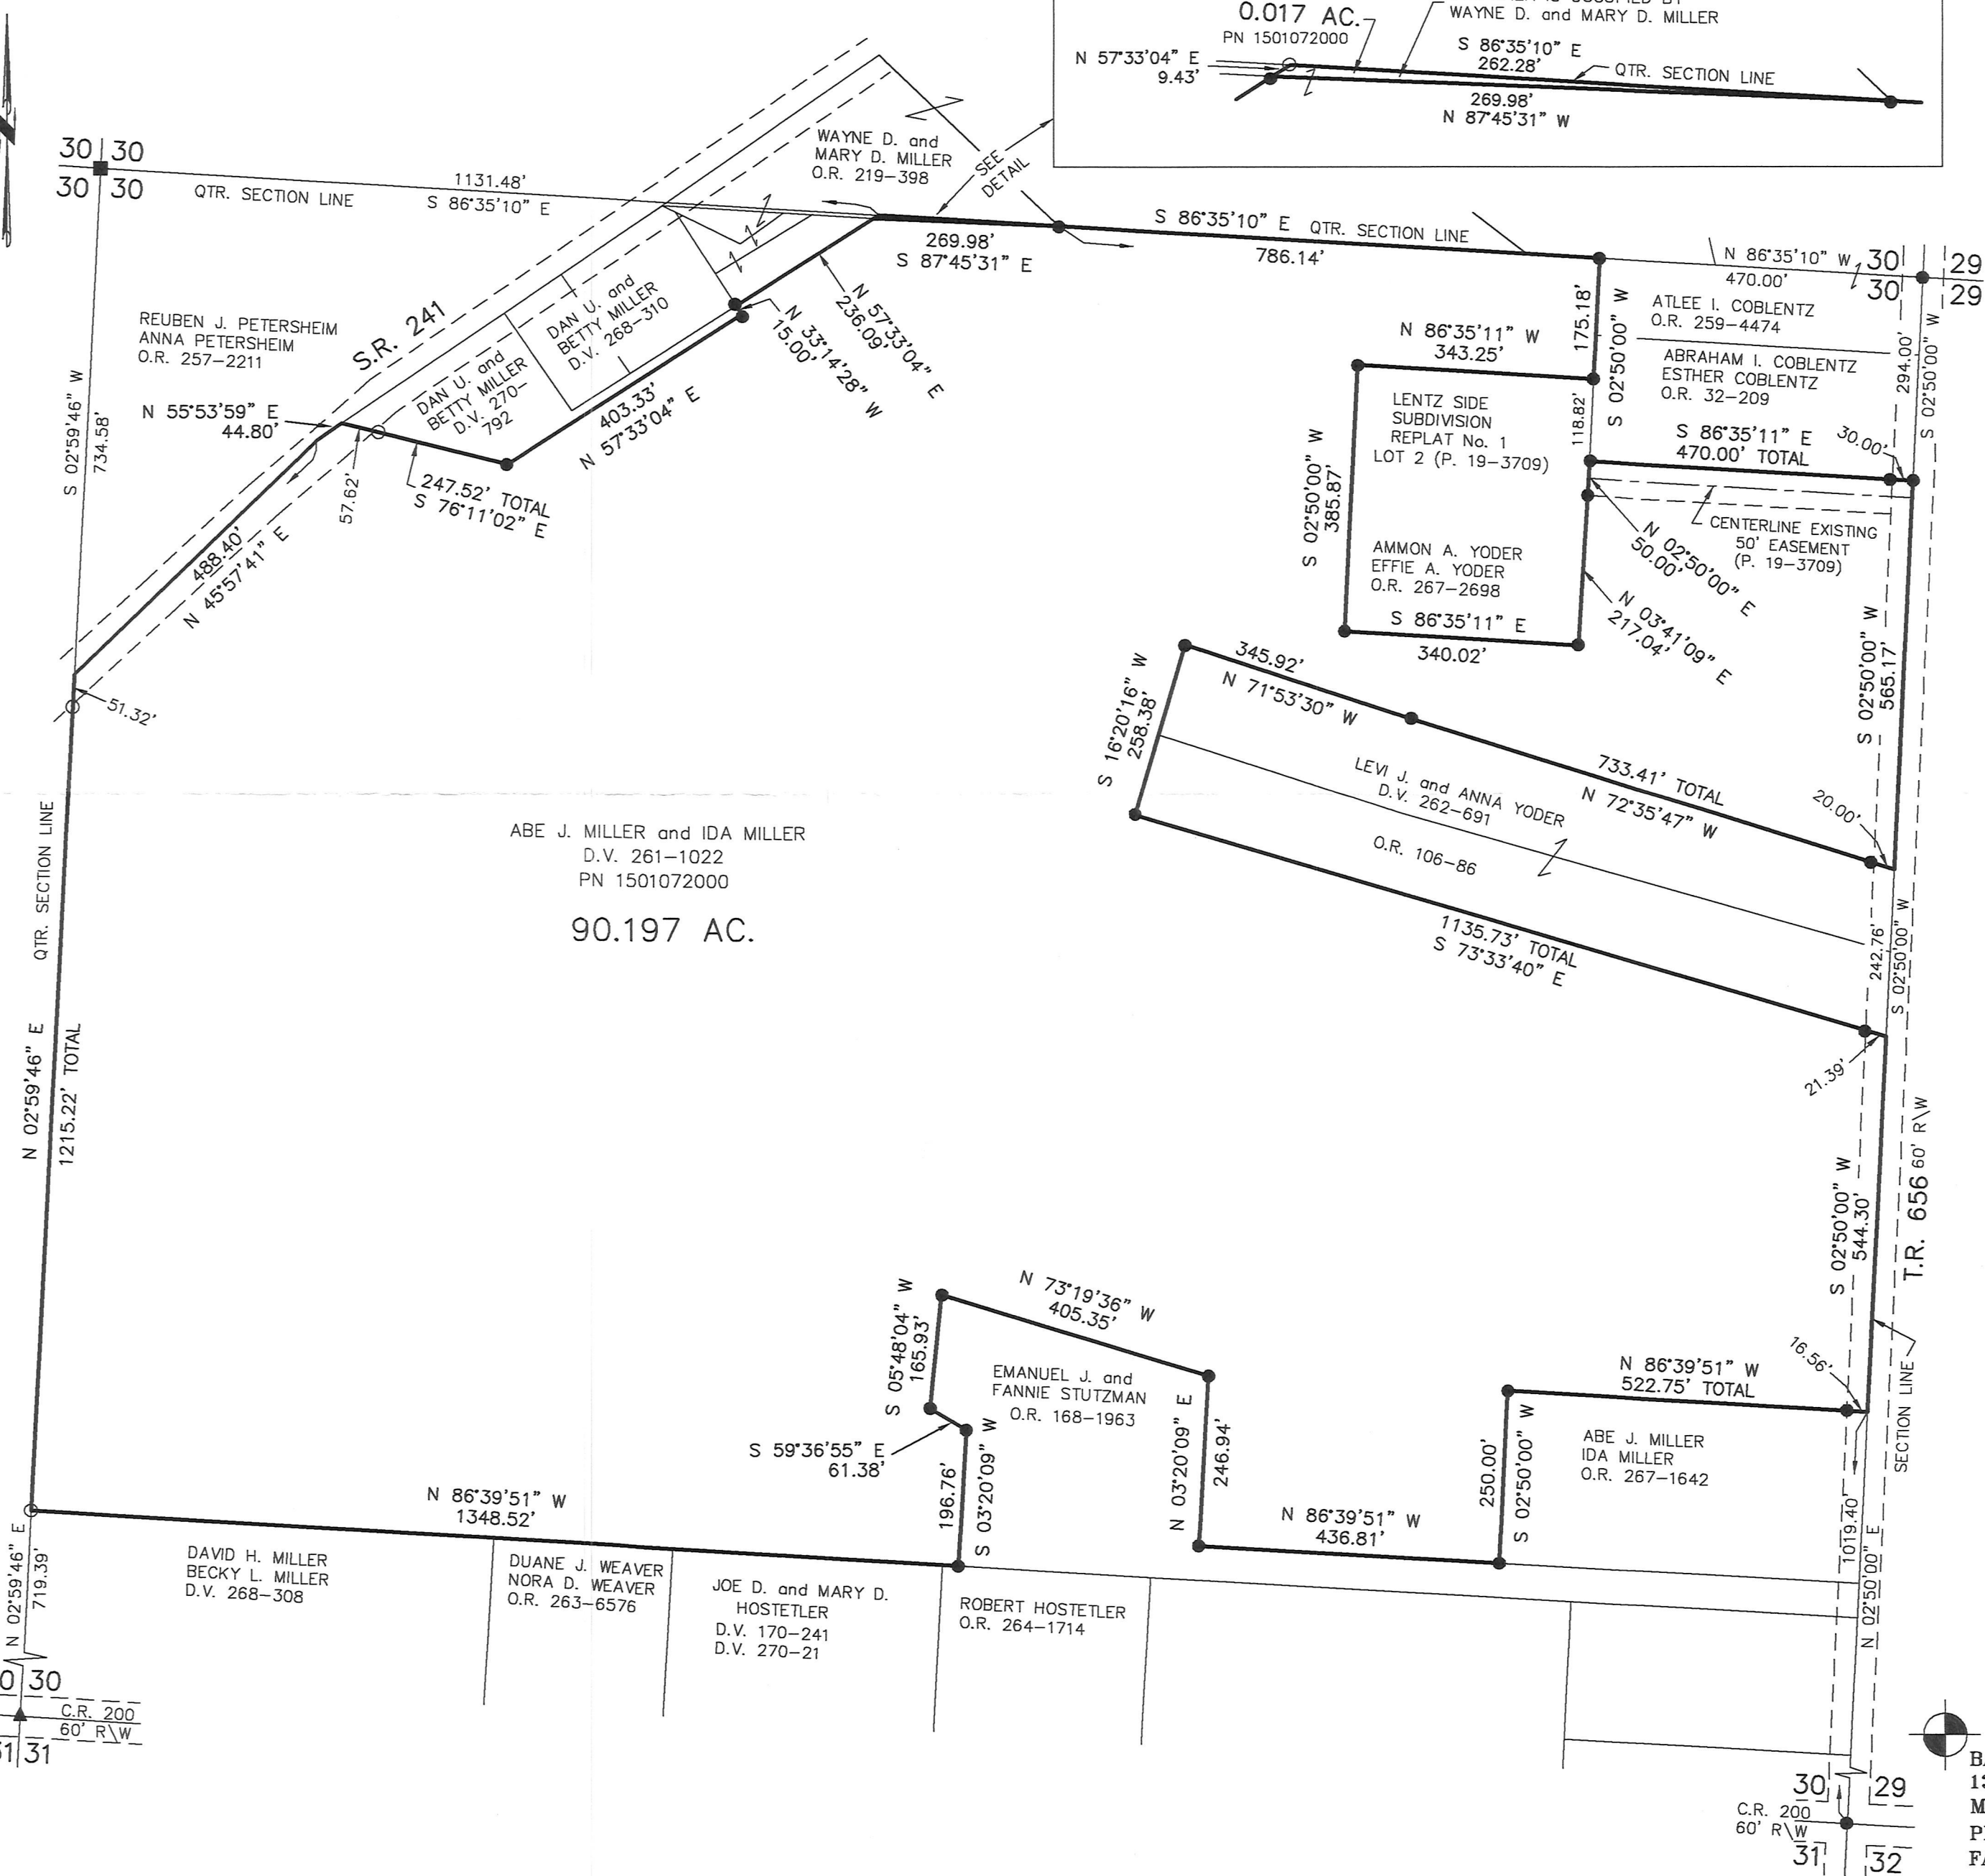 0.017 AC.
PN 1501072000
WAYNE D. and MARY D. MILLER
N 57°33'04" E
9.43'
S 86°35'10" E
262.28'
QTR. SECTION LINE
269.98'
N 87°45'31" W
30 30
30 30
QTR. SECTION LINE
1131.48'
S 86°35'10" E
WAYNE D. and
MARY D. MILLER
O.R. 219-398
SEE
DETAIL
269.98'
S 87°45'31" E
S 86°35'10" E QTR. SECTION LINE
786.14'
N 86°35'10" W
470.00'
30 29
30 29
REUBEN J. PETERSHEIM
ANNA PETERSHEIM
O.R. 257-2211
S.R. 241
S 02°59'46" W
734.58'
N 55°53'59" E
44.80'
DAN U. and
BETTY MILLER
D.V. 270-
792
DAN U. and
BETTY MILLER
D.V. 268-310
N 57°33'04" E
236.09'
N 33°14'28" W
15.00'
403.33'
N 57°33'04" E
57.62'
247.52' TOTAL
S 76°11'02" E
488.40'
N 45°57'41" E
51.32'
175.18'
S 02°50'00" W
118.82'
ATLEE I. COBLENTZ
O.R. 259-4474
ABRAHAM I. COBLENTZ
ESTHER COBLENTZ
O.R. 32-209
294.00'
S 02°50'00" W
N 86°35'11" W
343.25'
LENTZ SIDE
SUBDIVISION
REPLAT No. 1
LOT 2 (P. 19-3709)
S 86°35'11" E
470.00' TOTAL
30.00'
S 02°50'00" W
385.87'
CENTERLINE EXISTING
50' EASEMENT
(P. 19-3709)
N 02°50'00" E
50.00'
AMMON A. YODER
EFFIE A. YODER
O.R. 267-2698
N 03°41'09" E
217.04'
S 86°35'11" E
340.02'
S 02°50'00" W
565.17'
345.92'
N 71°53'30" W
S 16°20'16" W
258.38'
733.41' TOTAL
N 72°35'47" W
20.00'
LEVI J. and ANNA YODER
D.V. 262-691
O.R. 106-86
242.76'
S 02°50'00" W
1135.73' TOTAL
S 73°33'40" E
21.39'
QTR. SECTION LINE
ABE J. MILLER and IDA MILLER
D.V. 261-1022
PN 1501072000
90.197 AC.
N 02°59'46" E
1215.22' TOTAL
S 02°50'00" W
544.30'
T.R. 656 60' R\W
SECTION LINE
N 73°19'36" W
405.35'
S 05°48'04" W
165.93'
EMANUEL J. and
FANNIE STUTZMAN
O.R. 168-1963
S 59°36'55" E
61.38'
196.76'
S 03°20'09" W
N 03°20'09" E
246.94'
N 86°39'51" W
522.75' TOTAL
16.56'
ABE J. MILLER
IDA MILLER
O.R. 267-1642
250.00'
S 02°50'00" W
N 86°39'51" W
436.81'
N 86°39'51" W
1348.52'
1019.40'
N 02°50'00" E
DAVID H. MILLER
BECKY L. MILLER
D.V. 268-308
DUANE J. WEAVER
NORA D. WEAVER
O.R. 263-6576
JOE D. and MARY D.
HOSTETLER
D.V. 170-241
D.V. 270-21
ROBERT HOSTETLER
O.R. 264-1714
N 02°59'46" E
719.39'
30
C.R. 200
60' R\W
31
30 29
C.R. 200
60' R\W
31 32